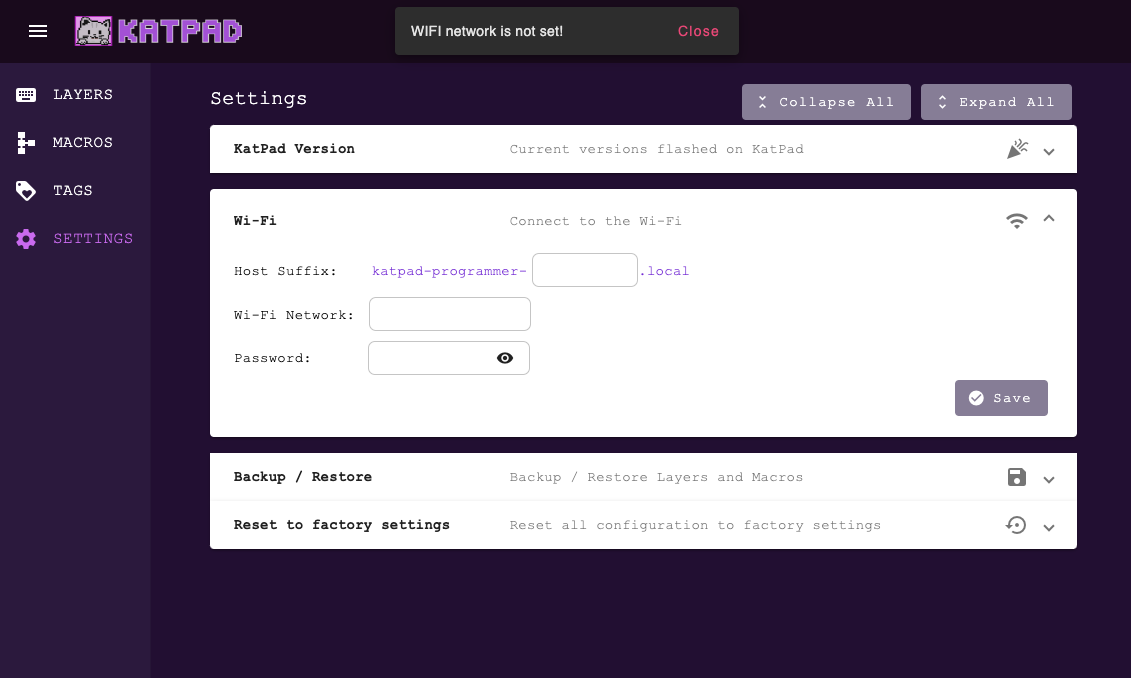 KATPAD
WIFI network is not set! Close
LAYERS
MACROS
TAGS
SETTINGS
Settings
Collapse All
Expand All
KatPad Version Current versions flashed on KatPad
Wi-Fi Connect to the Wi-Fi
Host Suffix: katpad-programmer- .local
Wi-Fi Network:
Password:
Save
Backup / Restore Backup / Restore Layers and Macros
Reset to factory settings Reset all configuration to factory settings